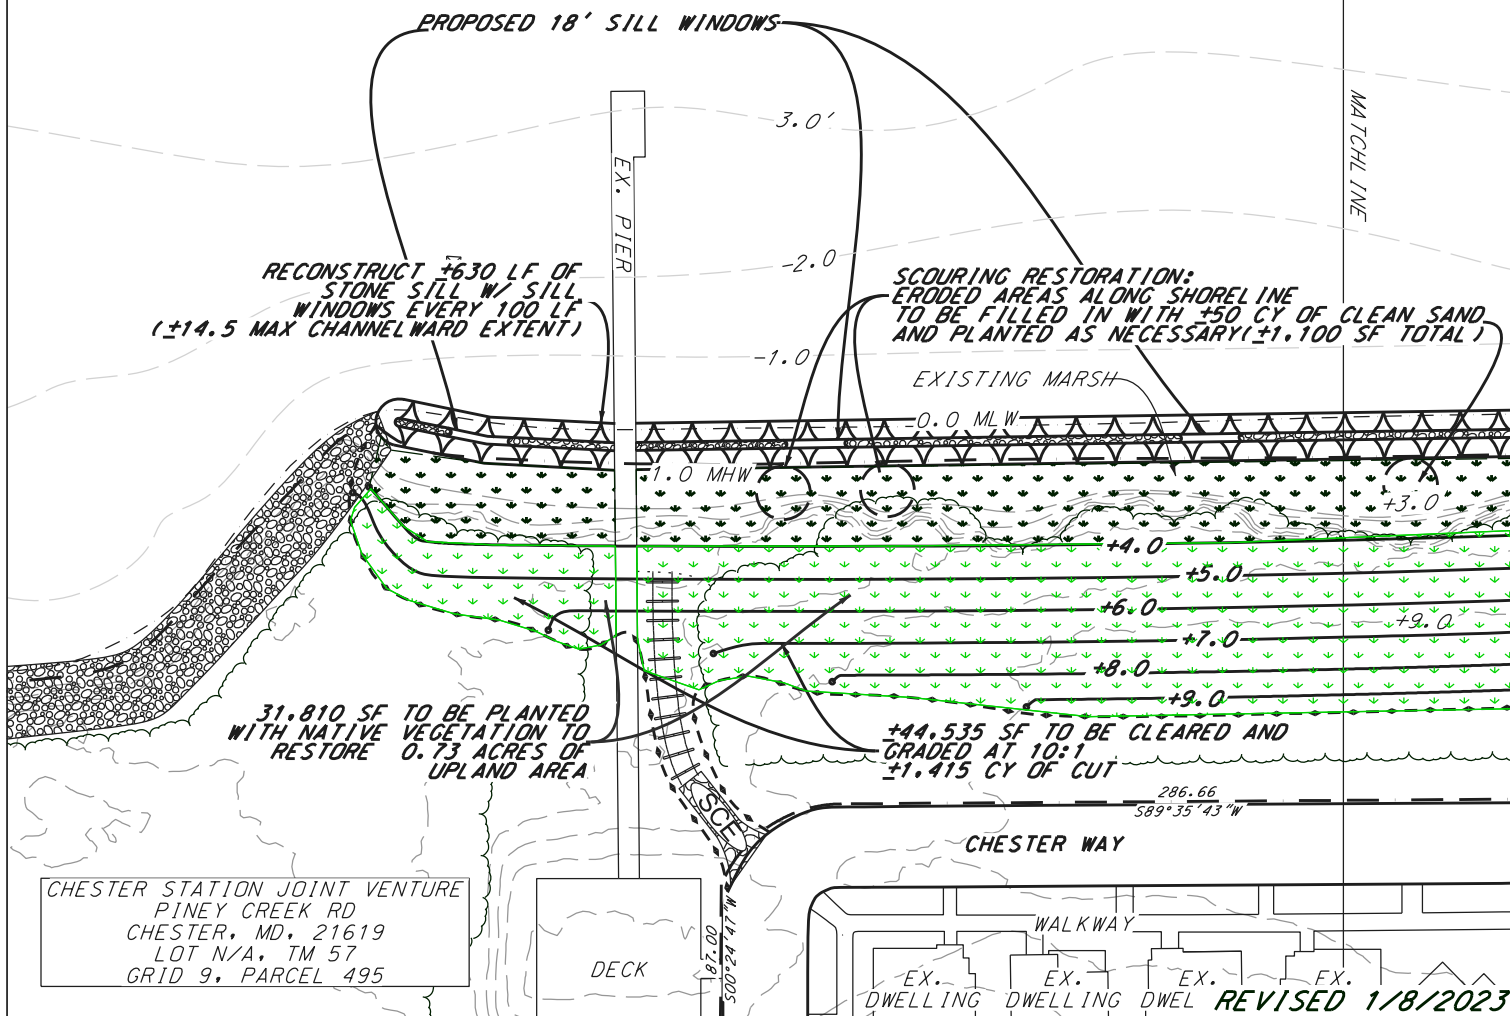 PROPOSED 18' SILL WINDOWS
3.0'
MATCHLINE
EX. PIER
-2.0
RECONSTRUCT ±630 LF OF
STONE SILL W/ SILL
WINDOWS EVERY 100 LF
(±14.5 MAX CHANNELWARD EXTENT)
SCOURING RESTORATION:
ERODED AREAS ALONG SHORELINE
TO BE FILLED IN WITH ±50 CY OF CLEAN SAND
AND PLANTED AS NECESSARY(±1,100 SF TOTAL)
-1.0
EXISTING MARSH
0.0 MLW
1.0 MHW
+3.0
+4.0
+5.0
+6.0
+9.0
+7.0
+8.0
+9.0
31,810 SF TO BE PLANTED
WITH NATIVE VEGETATION TO
RESTORE 0.73 ACRES OF
UPLAND AREA
±44,535 SF TO BE CLEARED AND
GRADED AT 10:1
±1,415 CY OF CUT
SCE
286.66
S89°35'43"W
CHESTER WAY
CHESTER STATION JOINT VENTURE
PINEY CREEK RD
CHESTER, MD, 21619
LOT N/A, TM 57
GRID 9, PARCEL 495
DECK
87.00
S00°24'47"W
WALKWAY
EX.
DWELLING
EX.
DWELLING
EX.
DWEL
EX.
REVISED 1/8/2023